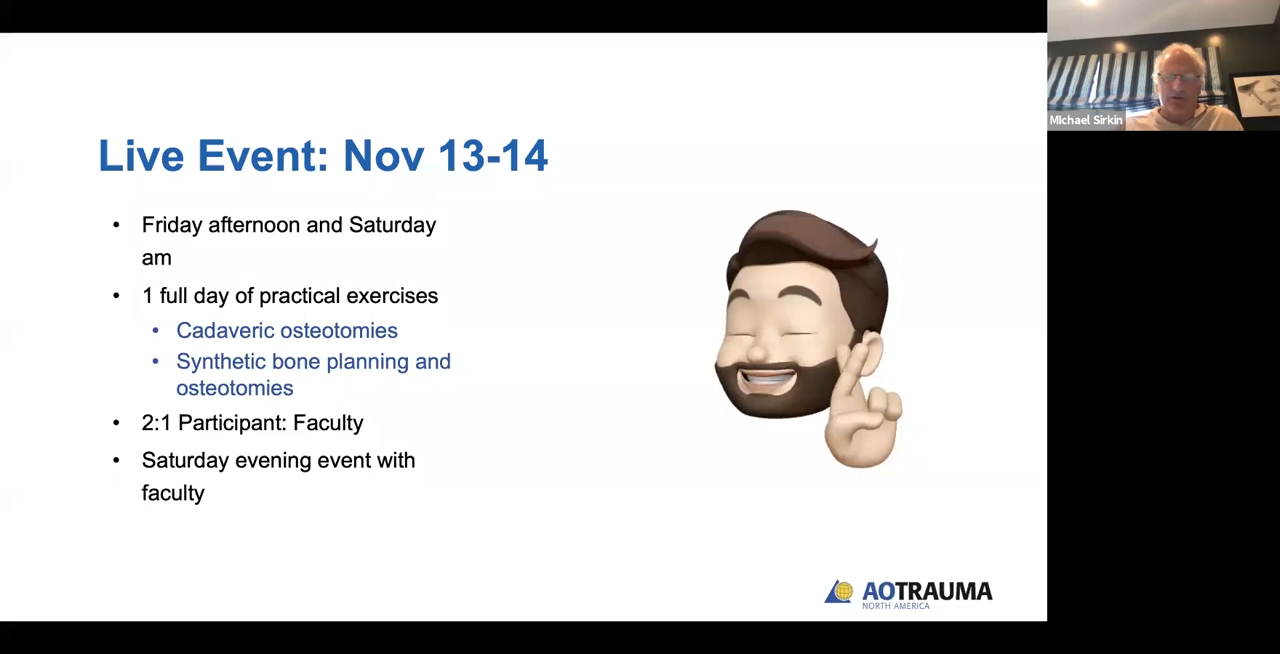 Live Event: Nov 13-14
• Friday afternoon and Saturday
am
• 1 full day of practical exercises
• Cadaveric osteotomies
• Synthetic bone planning and
osteotomies
• 2:1 Participant: Faculty
• Saturday evening event with
faculty
AOTRAUMA
NORTH AMERICA
MIchael Sirkin